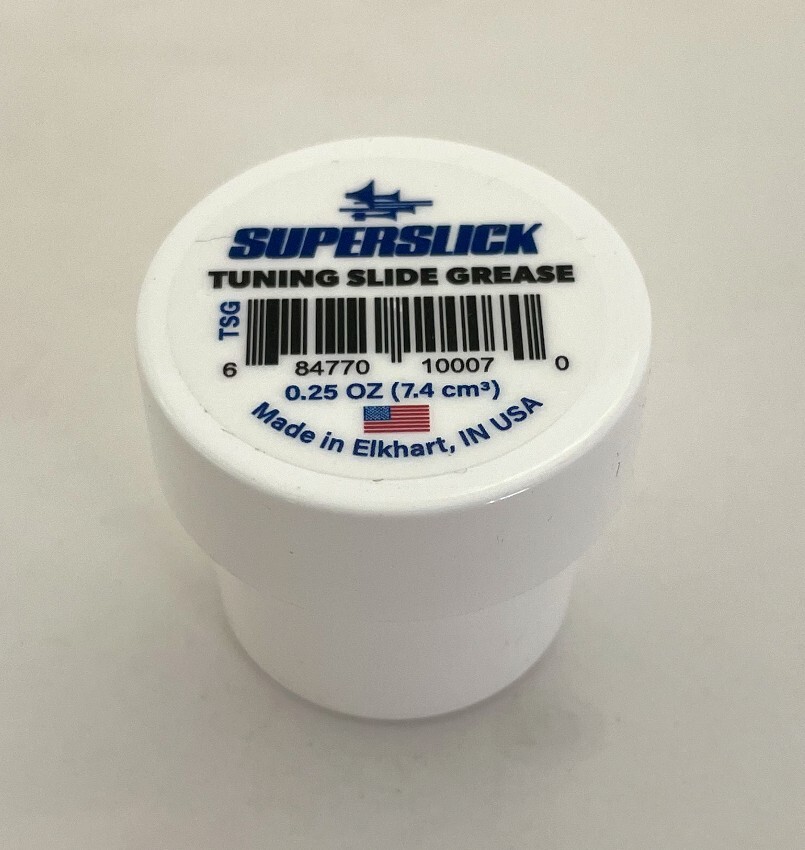 SUPERSLICK
TUNING SLIDE GREASE
TSG
6 84770 10007 0
0.25 OZ (7.4 cm³)
Made in Elkhart, IN USA